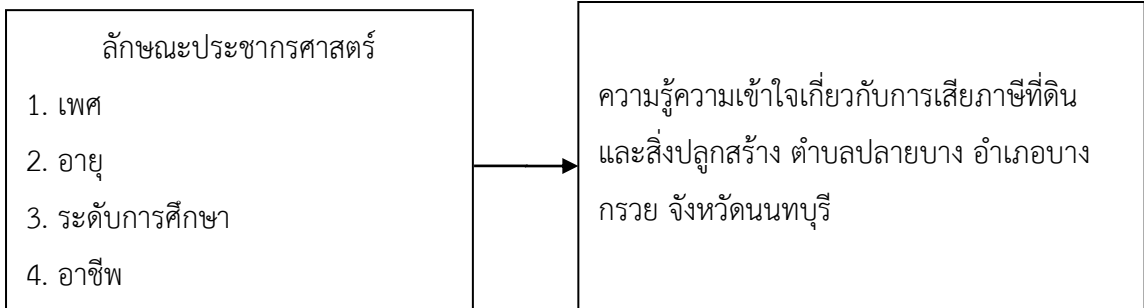 ลักษณะประชากรศาสตร์
1. เพศ
2. อายุ
3. ระดับการศึกษา
4. อาชีพ
ความรู้ความเข้าใจเกี่ยวกับการเสียภาษีที่ดิน
และสิ่งปลูกสร้าง ตำบลปลายบาง อำเภอบาง
กรวย จังหวัดนนทบุรี